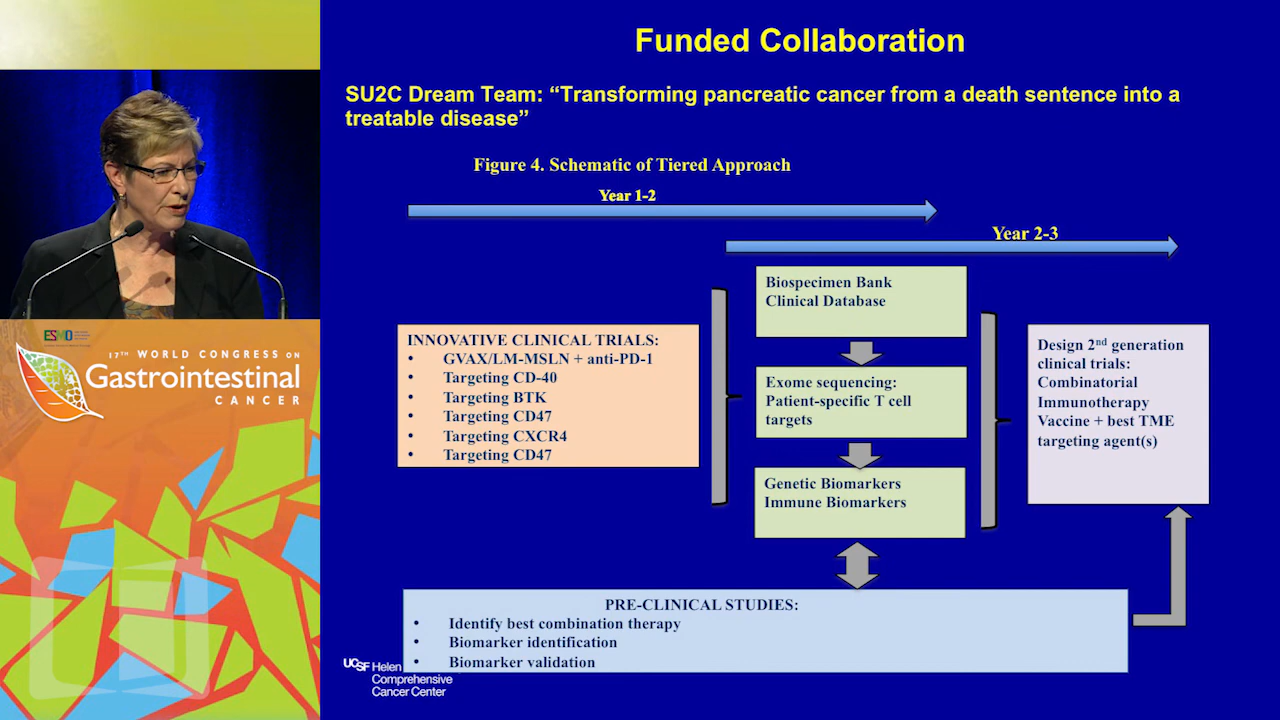 Funded Collaboration
SU2C Dream Team: “Transforming pancreatic cancer from a death sentence into a
treatable disease”
Figure 4. Schematic of Tiered Approach
Year 1-2
Year 2-3
INNOVATIVE CLINICAL TRIALS:
• GVAX/LM-MSLN + anti-PD-1
• Targeting CD-40
• Targeting BTK
• Targeting CD47
• Targeting CXCR4
• Targeting CD47
Biospecimen Bank
Clinical Database
Exome sequencing:
Patient-specific T cell
targets
Genetic Biomarkers
Immune Biomarkers
Design 2nd generation
clinical trials:
Combinatorial
Immunotherapy
Vaccine + best TME
targeting agent(s)
PRE-CLINICAL STUDIES:
• Identify best combination therapy
• Biomarker identification
• Biomarker validation
UCSF Helen
Comprehensive
Cancer Center
ESMO
17TH WORLD CONGRESS ON
Gastrointestinal
CANCER